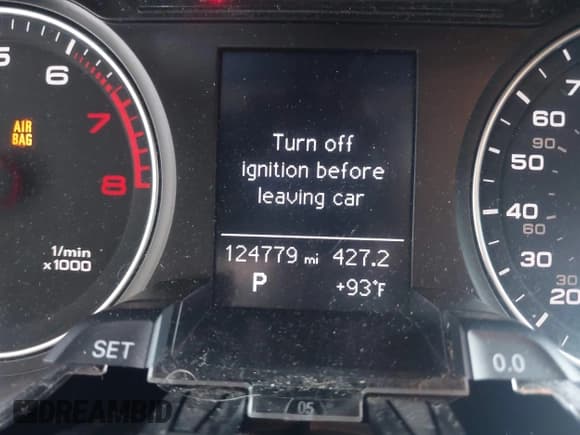 5
6
7
8
AIR
BAG
1/min
x1000
Turn off
ignition before
leaving car
124779 mi 427.2
P +93°F
70
60
90
50
40
60
30
30
20
SET
0.0
05
DREAMBID